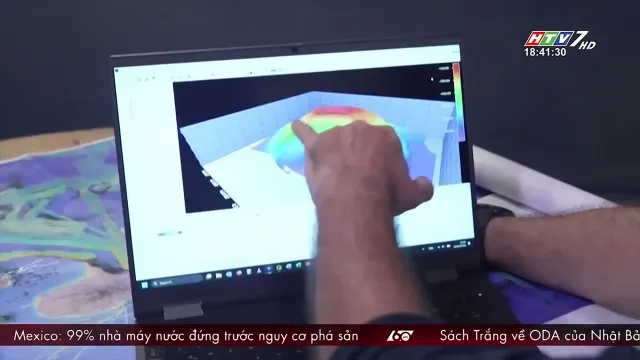 HTV7 HD
18:41:30
Search
Mexico: 99% nhà máy nước đứng trước nguy cơ phá sản
Sách Trắng về ODA của Nhật Bả